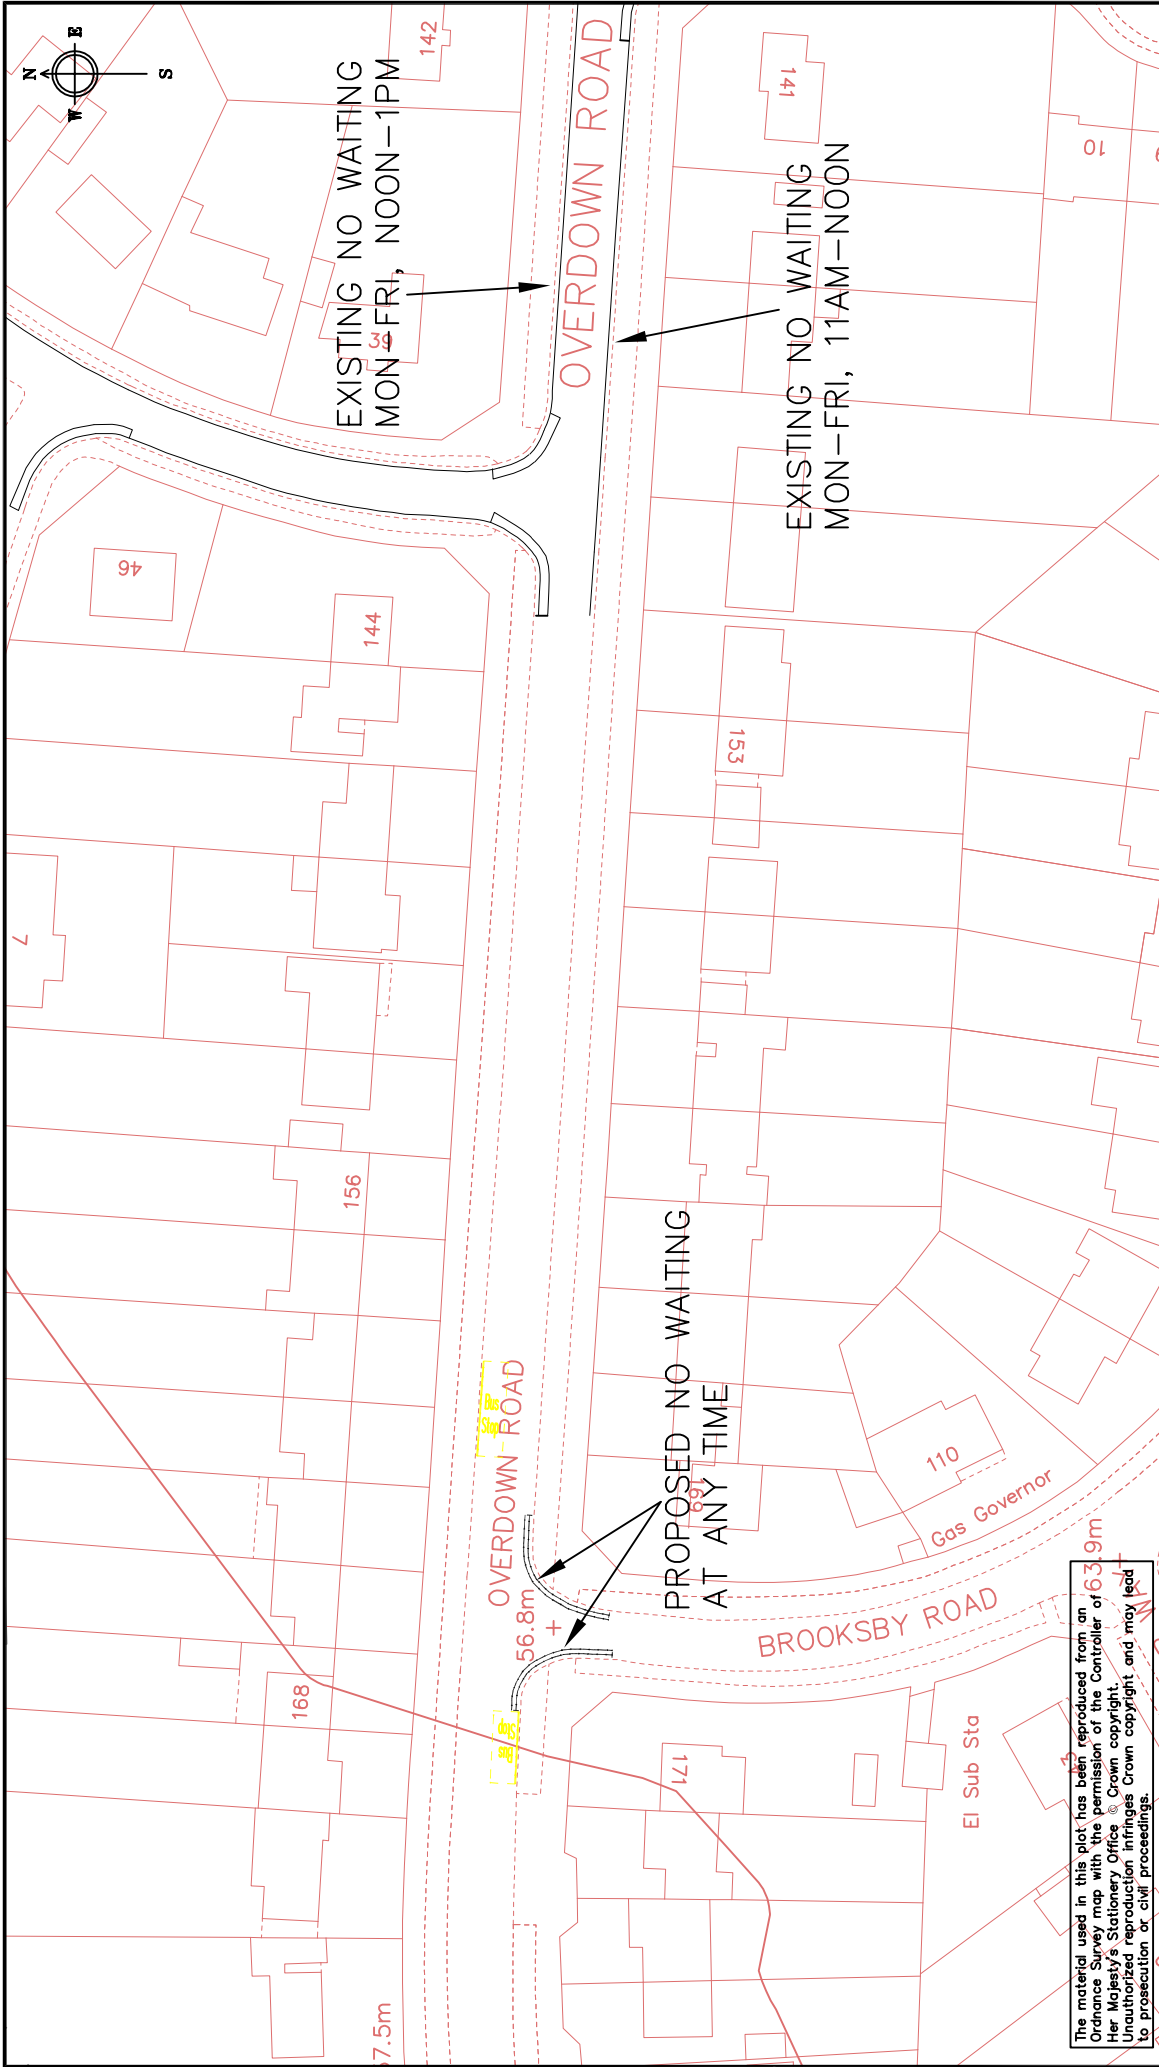 N
E
W
S
142
EXISTING NO WAITING
MON-FRI, NOON-1PM
OVERDOWN ROAD
141
10
39
EXISTING NO WAITING
MON-FRI, 11AM-NOON
46
144
153
7
156
OVERDOWN ROAD
Bus
Stop
PROPOSED NO WAITING
AT ANY TIME
169
110
Gas Governor
56.8m
BROOKSBY ROAD
63.9m
168
Bus
Stop
171
El Sub Sta
43
57.5m
The material used in this plot has been reproduced from an
Ordnance Survey map with the permission of the Controller of
Her Majesty's Stationery Office © Crown copyright.
Unauthorized reproduction infringes Crown copyright and may lead
to prosecution or civil proceedings.